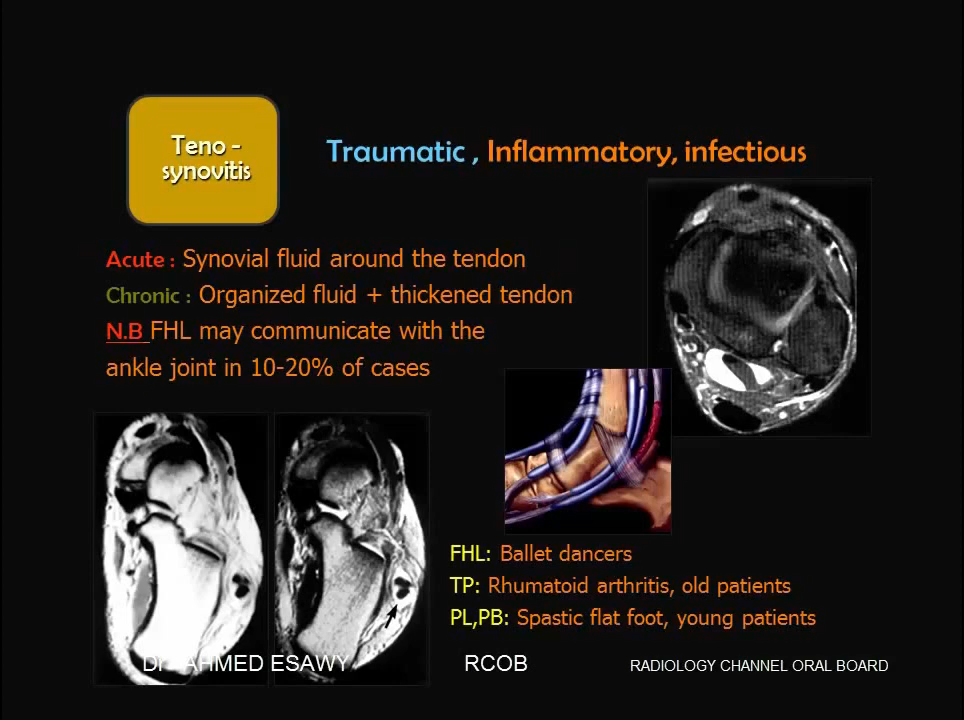 Teno -
synovitis
Traumatic , Inflammatory, infectious
Acute : Synovial fluid around the tendon
Chronic : Organized fluid + thickened tendon
N.B FHL may communicate with the
ankle joint in 10-20% of cases
FHL: Ballet dancers
TP: Rhumatoid arthritis, old patients
PL,PB: Spastic flat foot, young patients
AHMED ESAWY
RCOB
RADIOLOGY CHANNEL ORAL BOARD